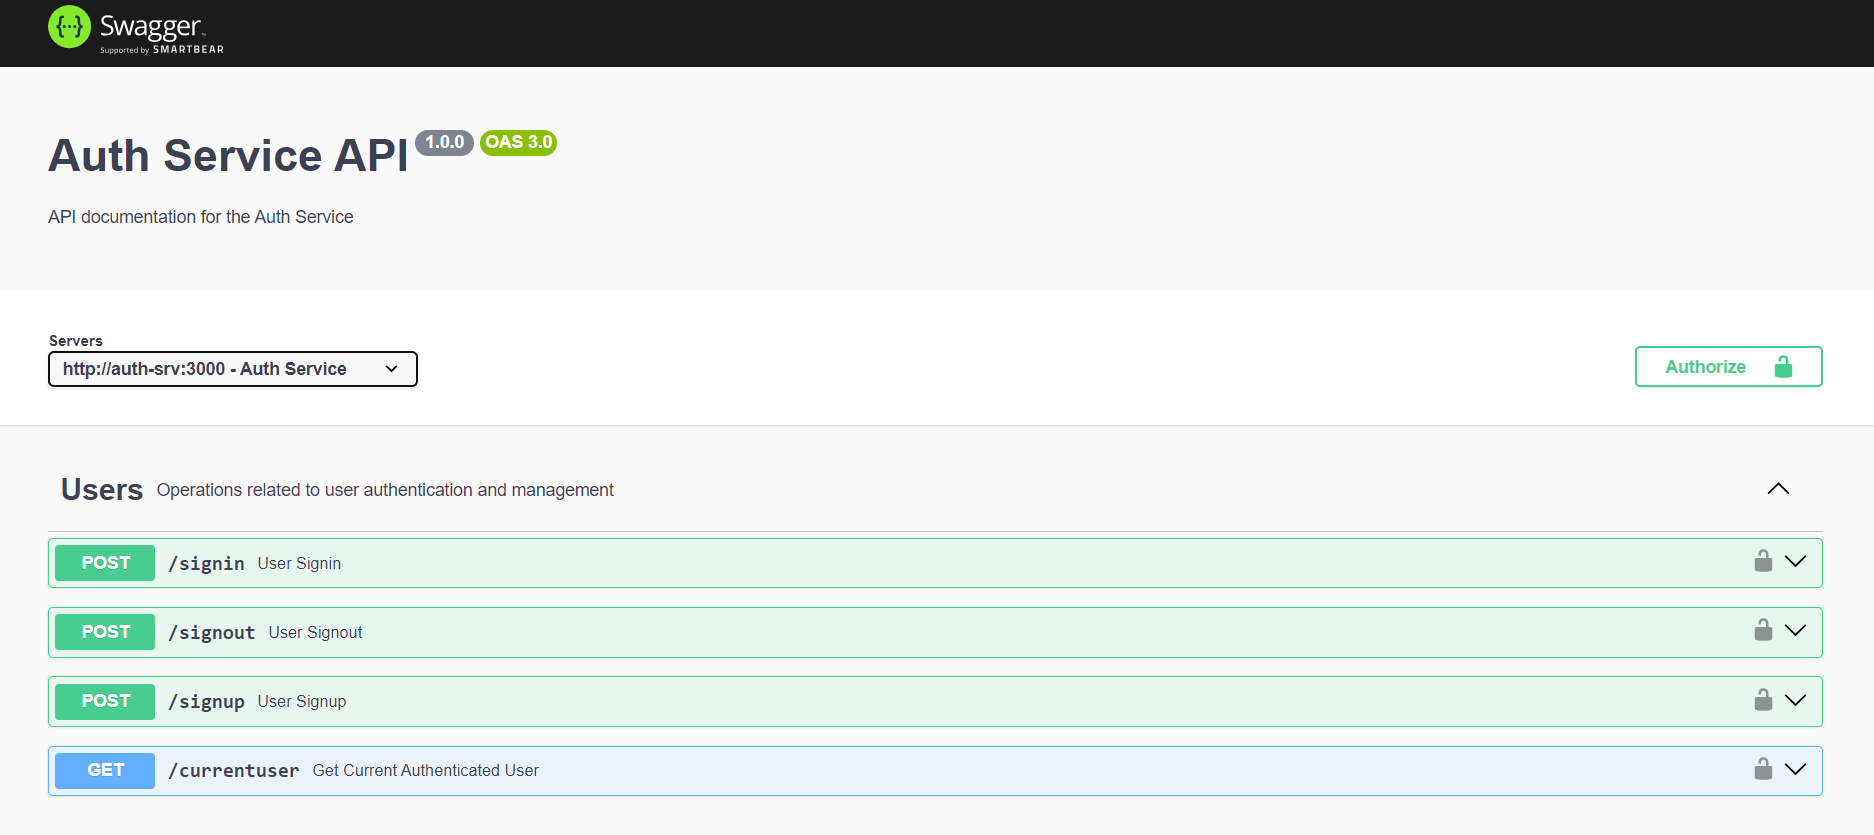 {···} Swagger™
Supported by SMARTBEAR
Auth Service API 1.0.0 OAS 3.0
API documentation for the Auth Service
Servers
http://auth-srv:3000 - Auth Service
Authorize
Users Operations related to user authentication and management
POST /signin User Signin
POST /signout User Signout
POST /signup User Signup
GET /currentuser Get Current Authenticated User